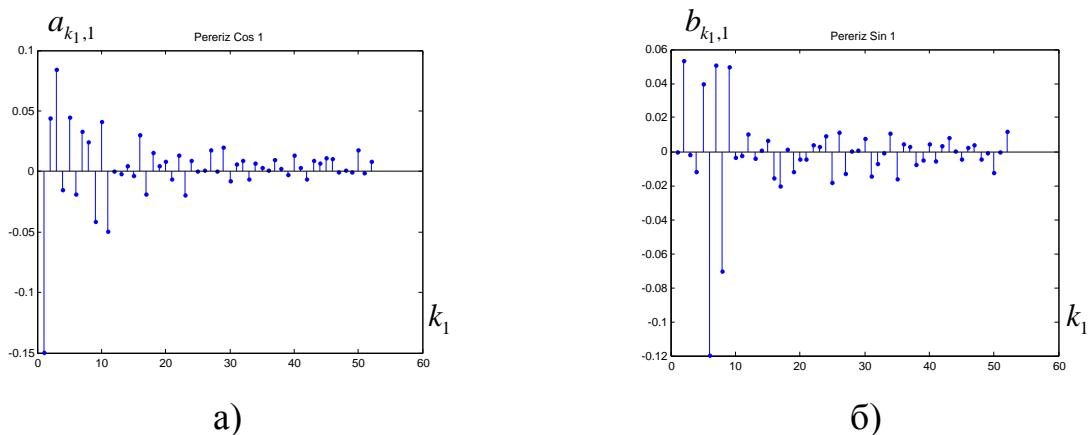 a_{k_1,1}
Pereriz Cos 1
0.1
0.05
0
-0.05
-0.1
-0.15
0 10 20 30 40 50 60
k_1
а)
b_{k_1,1}
Pereriz Sin 1
0.06
0.04
0.02
0
-0.02
-0.04
-0.06
-0.08
-0.1
-0.12
0 10 20 30 40 50 60
k_1
б)